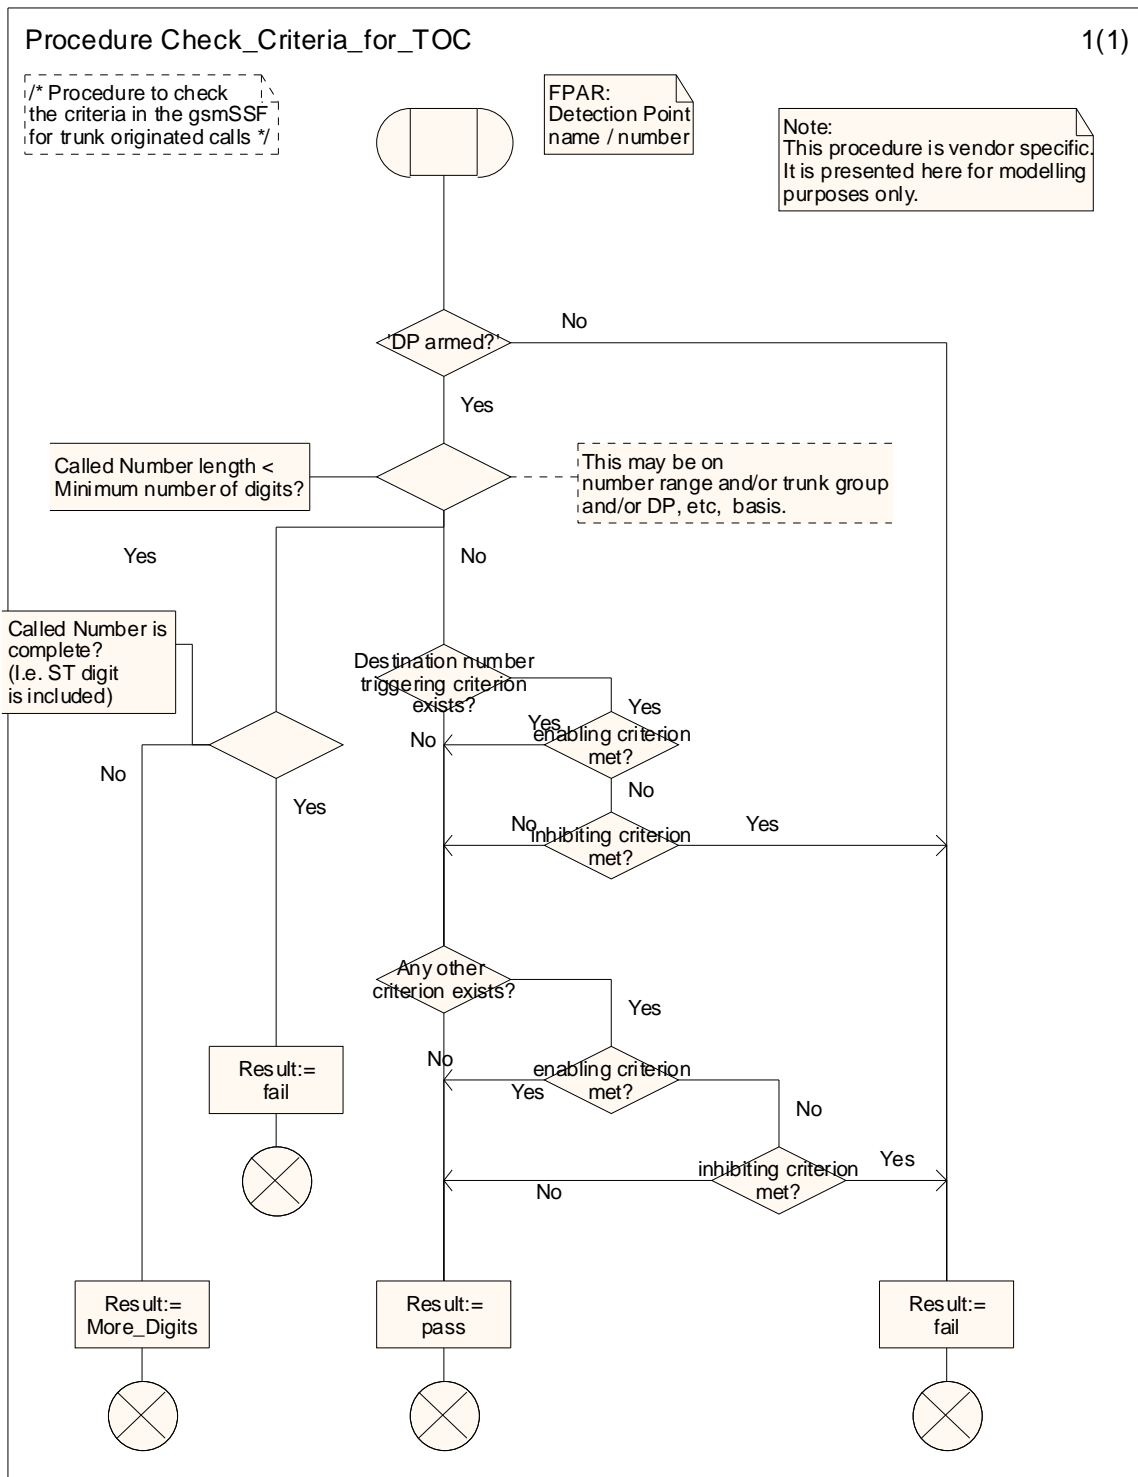 Procedure Check_Criteria_for_TOC
1(1)
/* Procedure to check
the criteria in the gsmSSF
for trunk originated calls */
FPAR:
Detection Point
name / number
Note:
This procedure is vendor specific.
It is presented here for modelling
purposes only.
'DP armed?'
No
Yes
Called Number length <
Minimum number of digits?
This may be on
number range and/or trunk group
and/or DP, etc, basis.
Yes
No
Called Number is
complete?
(I.e. ST digit
is included)
Destination number
triggering criterion
exists?
Yes
Yes
No
enabling criterion
met?
No
No
Yes
No
Yes
inhibiting criterion
met?
Any other
criterion exists?
Yes
No
enabling criterion
met?
Yes
No
Result:=
fail
inhibiting criterion
met?
Yes
No
Result:=
More_Digits
Result:=
pass
Result:=
fail